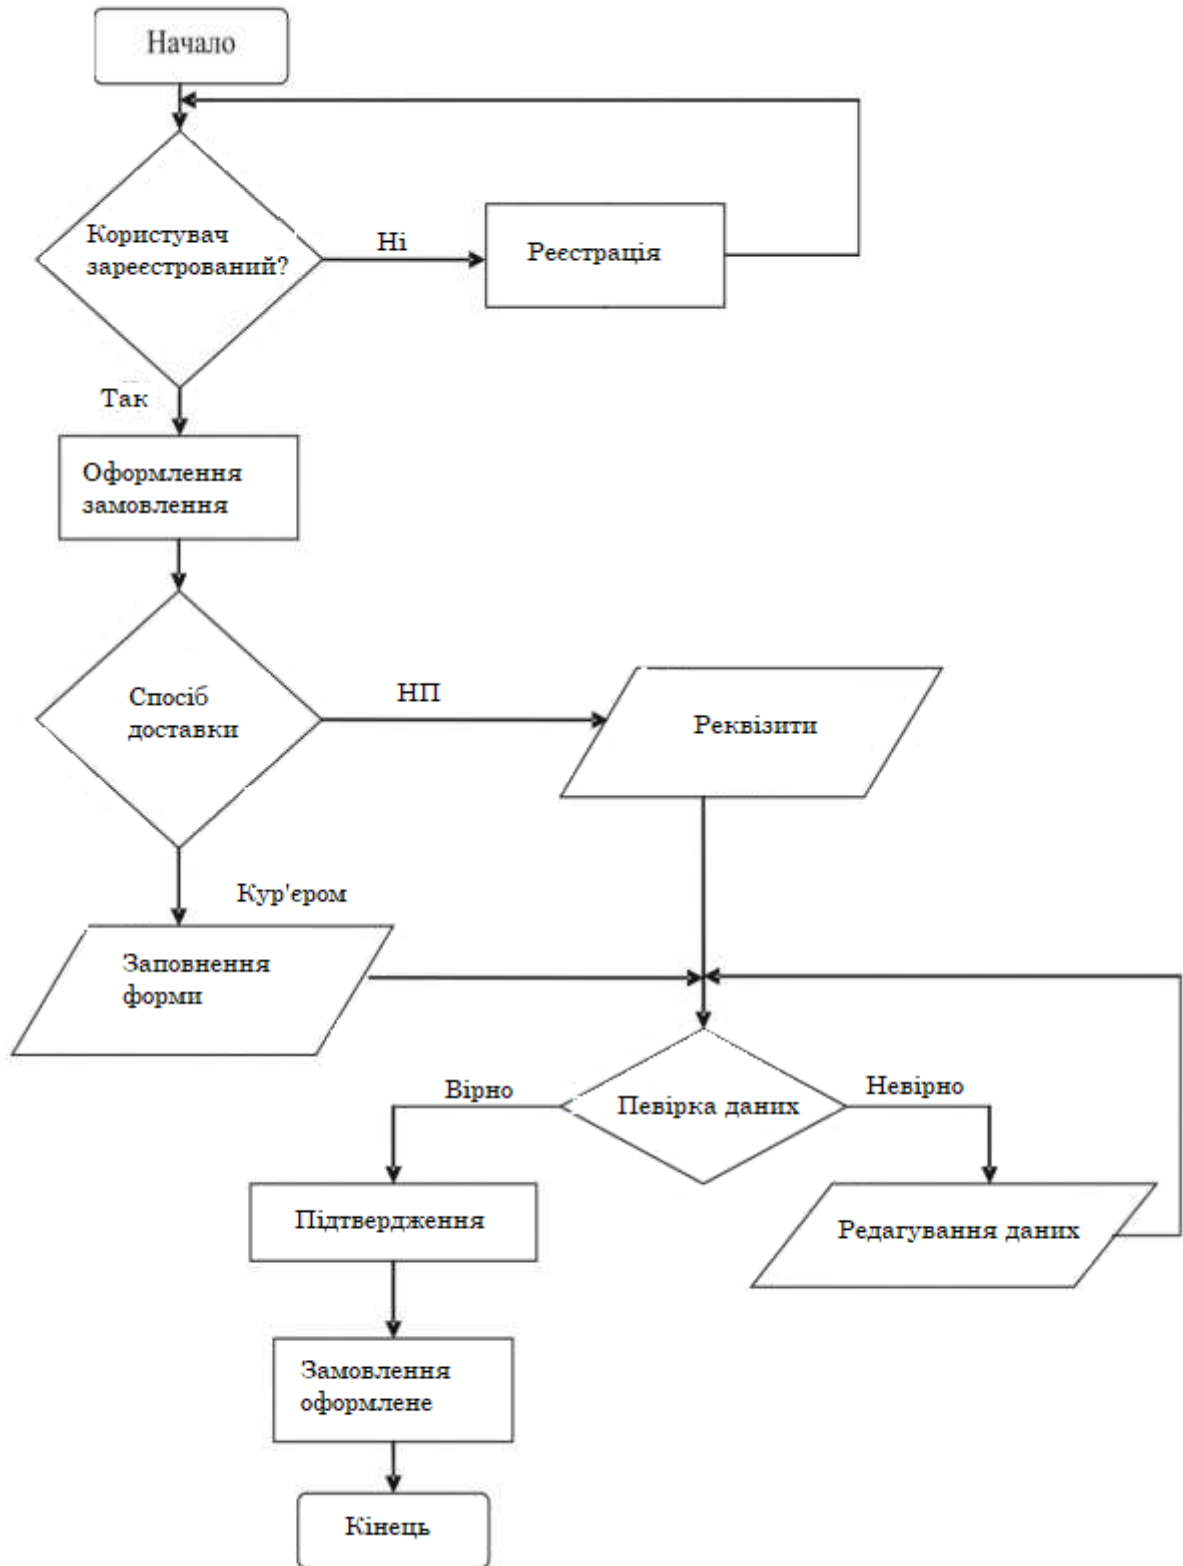 Начало
Користувач
зареєстрований?
Ні
Реєстрація
Так
Оформлення
замовлення
Спосіб
доставки
НП
Реквізити
Кур'єром
Заповнення
форми
Вірно
Певірка даних
Невірно
Підтвердження
Редагування даних
Замовлення
оформлене
Кінець